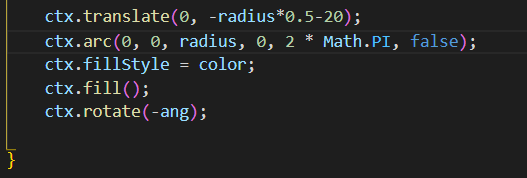 ctx.translate(0, -radius*0.5-20);
ctx.arc(0, 0, radius, 0, 2 * Math.PI, false);
ctx.fillStyle = color;
ctx.fill();
ctx.rotate(-ang);
}